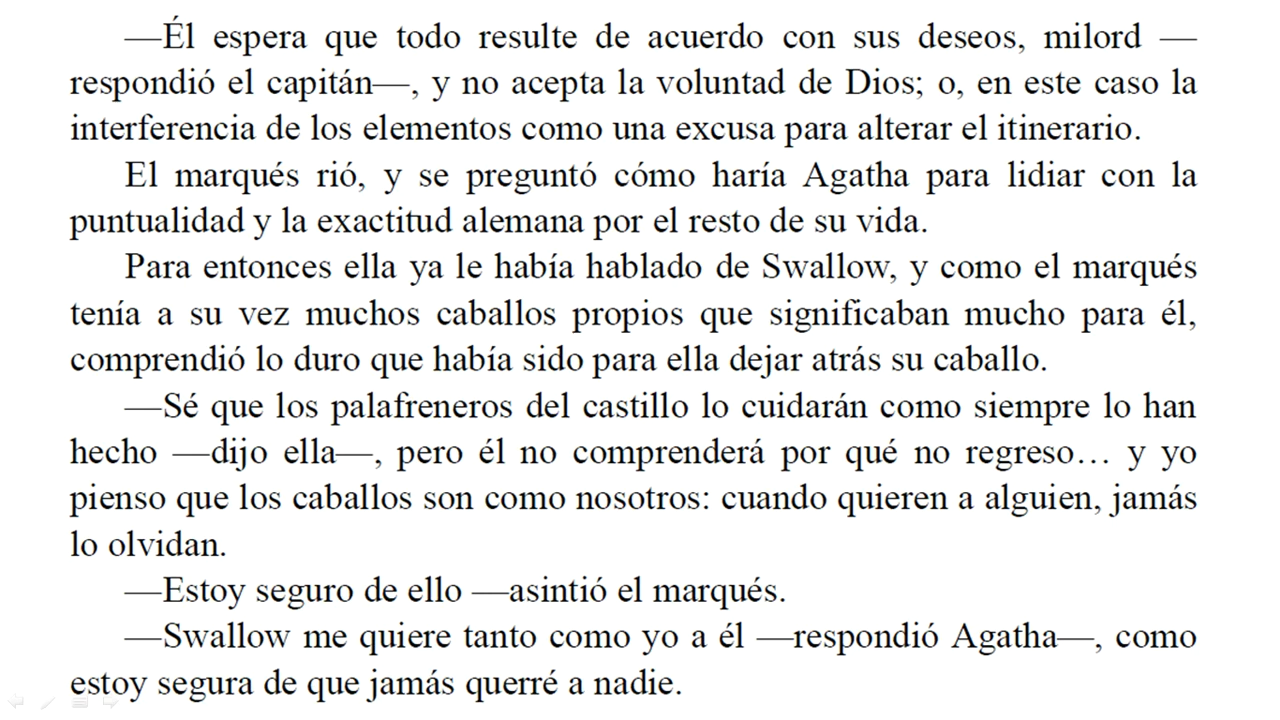 —Él espera que todo resulte de acuerdo con sus deseos, milord —
respondió el capitán—, y no acepta la voluntad de Dios; o, en este caso la
interferencia de los elementos como una excusa para alterar el itinerario.
El marqués rió, y se preguntó cómo haría Agatha para lidiar con la
puntualidad y la exactitud alemana por el resto de su vida.
Para entonces ella ya le había hablado de Swallow, y como el marqués
tenía a su vez muchos caballos propios que significaban mucho para él,
comprendió lo duro que había sido para ella dejar atrás su caballo.
—Sé que los palafreneros del castillo lo cuidarán como siempre lo han
hecho —dijo ella—, pero él no comprenderá por qué no regreso… y yo
pienso que los caballos son como nosotros: cuando quieren a alguien, jamás
lo olvidan.
—Estoy seguro de ello —asintió el marqués.
—Swallow me quiere tanto como yo a él —respondió Agatha—, como
estoy segura de que jamás querré a nadie.